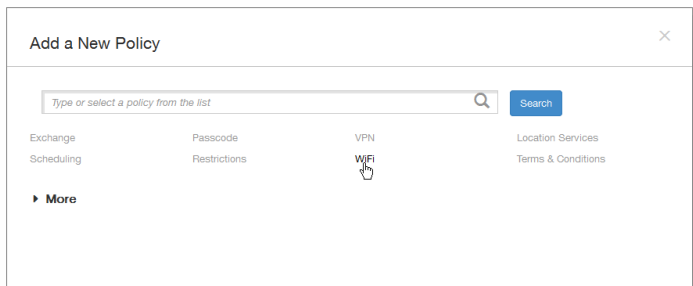 Add a New Policy
Type or select a policy from the list
Search
Exchange Passcode VPN Location Services
Scheduling Restrictions WiFi Terms & Conditions
More